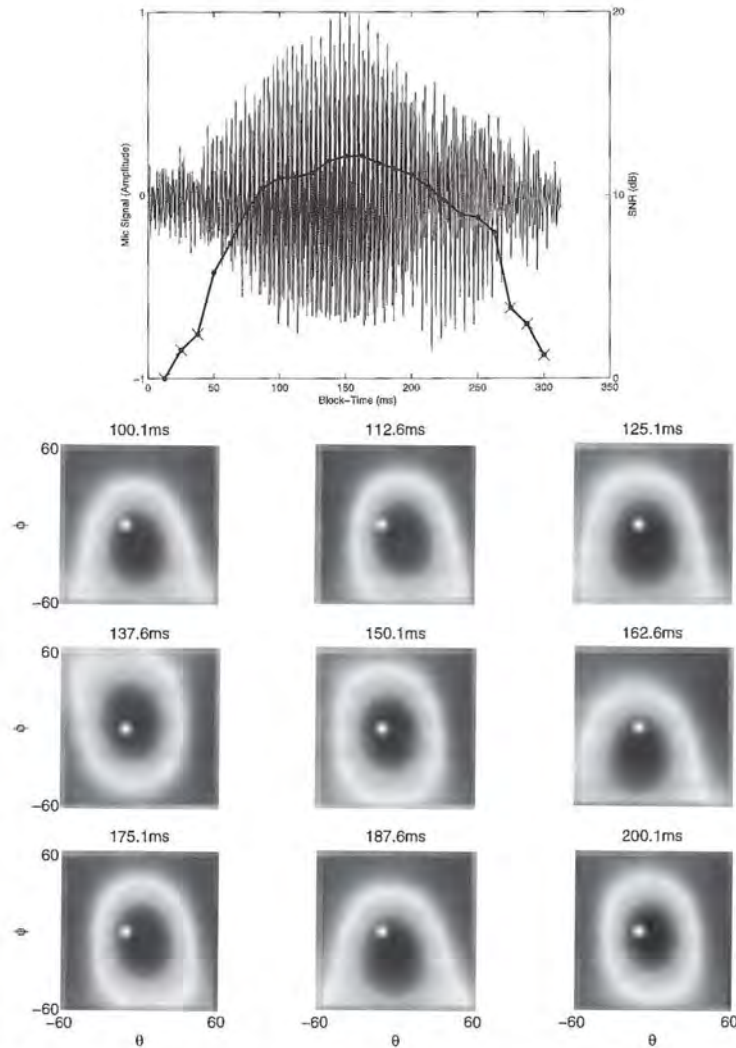 1
20
Mic Signal (Amplitude)
0
10
SNR (dB)
-1
0
0 50 100 150 200 250 300 350
Block-Time (ms)
100.1ms 112.6ms 125.1ms
60
ϕ
-60
137.6ms 150.1ms 162.6ms
60
ϕ
-60
175.1ms 187.6ms 200.1ms
60
ϕ
-60
-60 60 -60 60 -60 60
θ θ θ